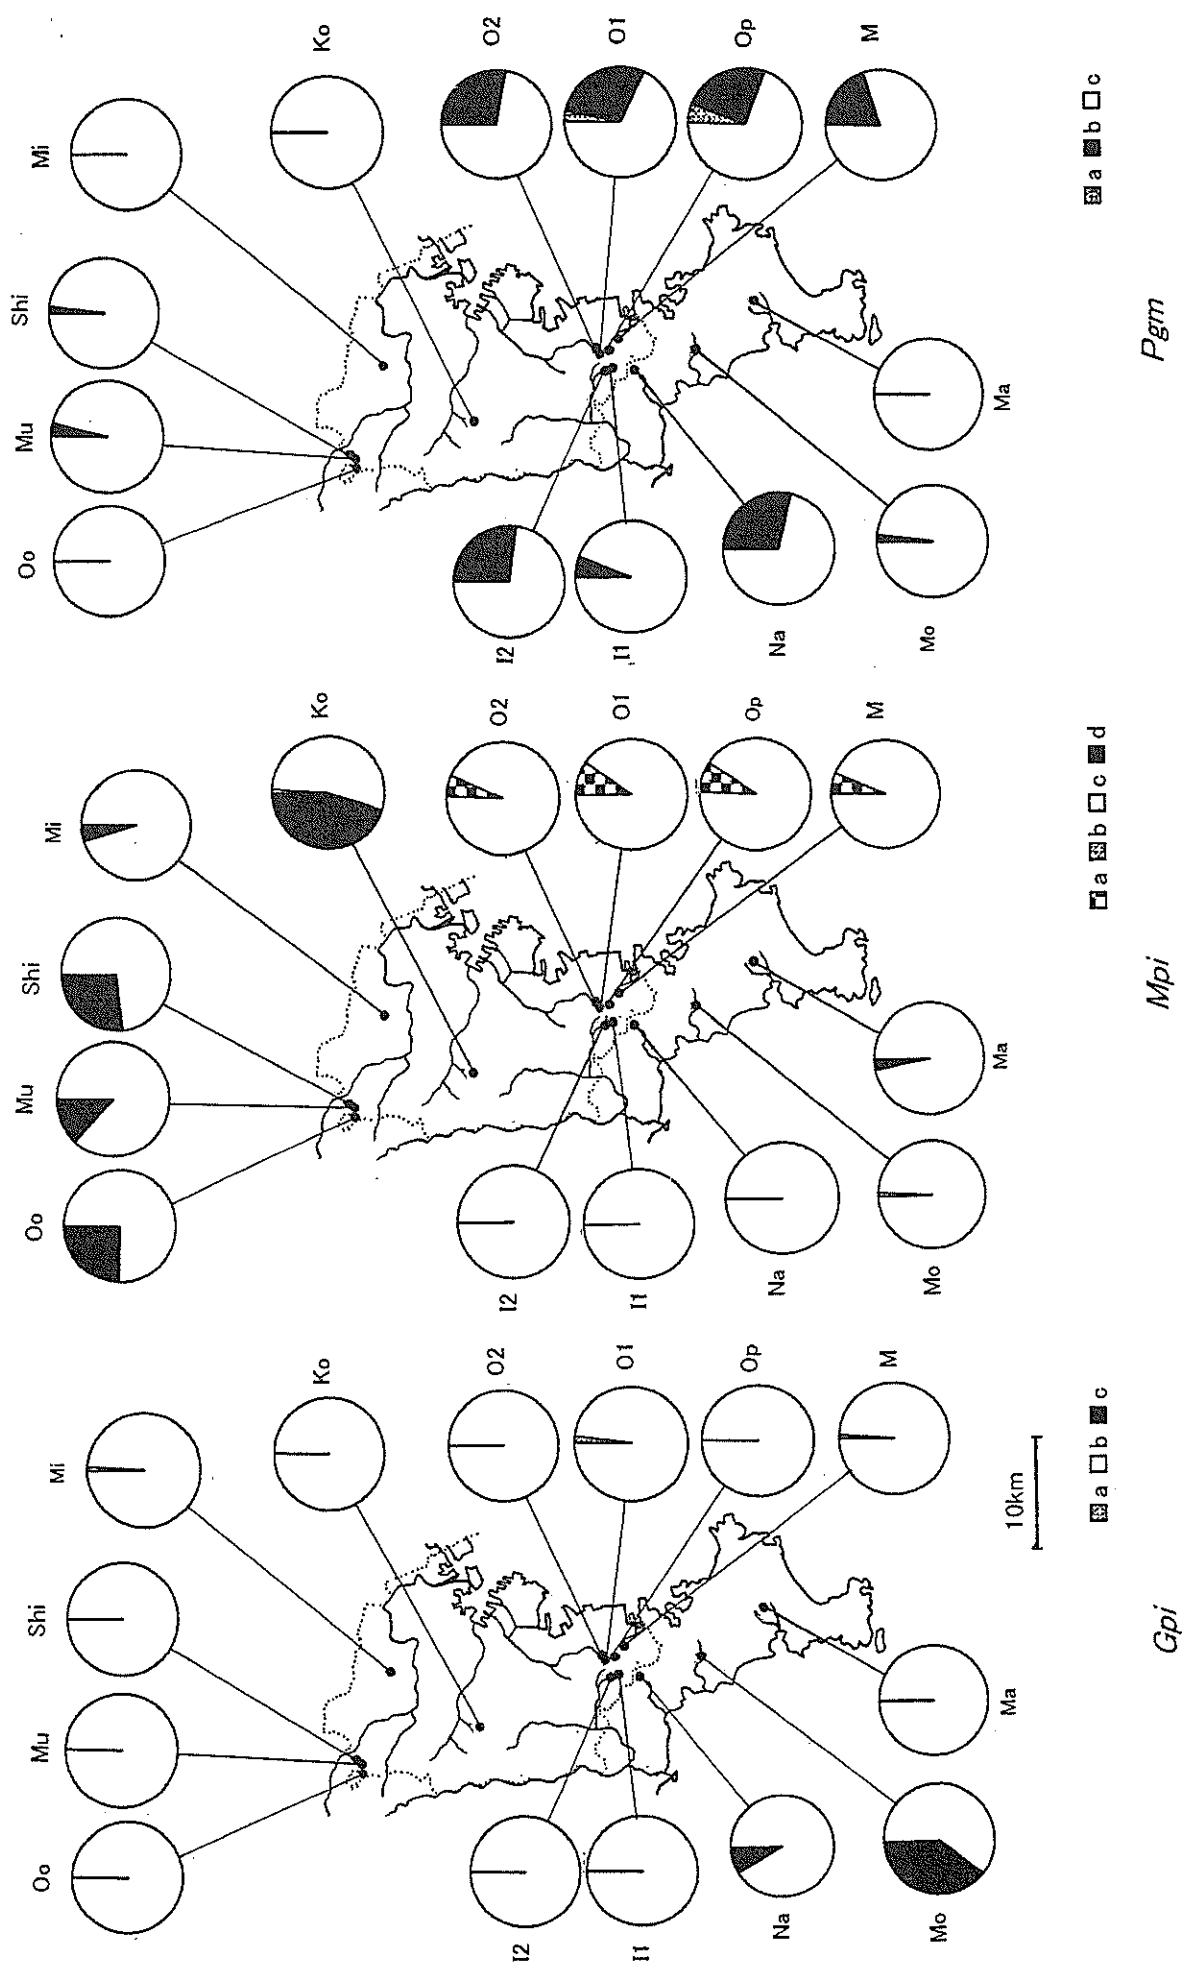 Oo Mu Shi Mi
Ko
I2 O2
I1 O1
Na Op
Mo M
Ma
10km
a b c
Gpi
Oo Mu Shi Mi
Ko
I2 O2
I1 O1
Na Op
Mo M
Ma
a b c d
Mpi
Oo Mu Shi Mi
Ko
I2 O2
I1 O1
Na Op
Mo M
Ma
a b c
Pgm